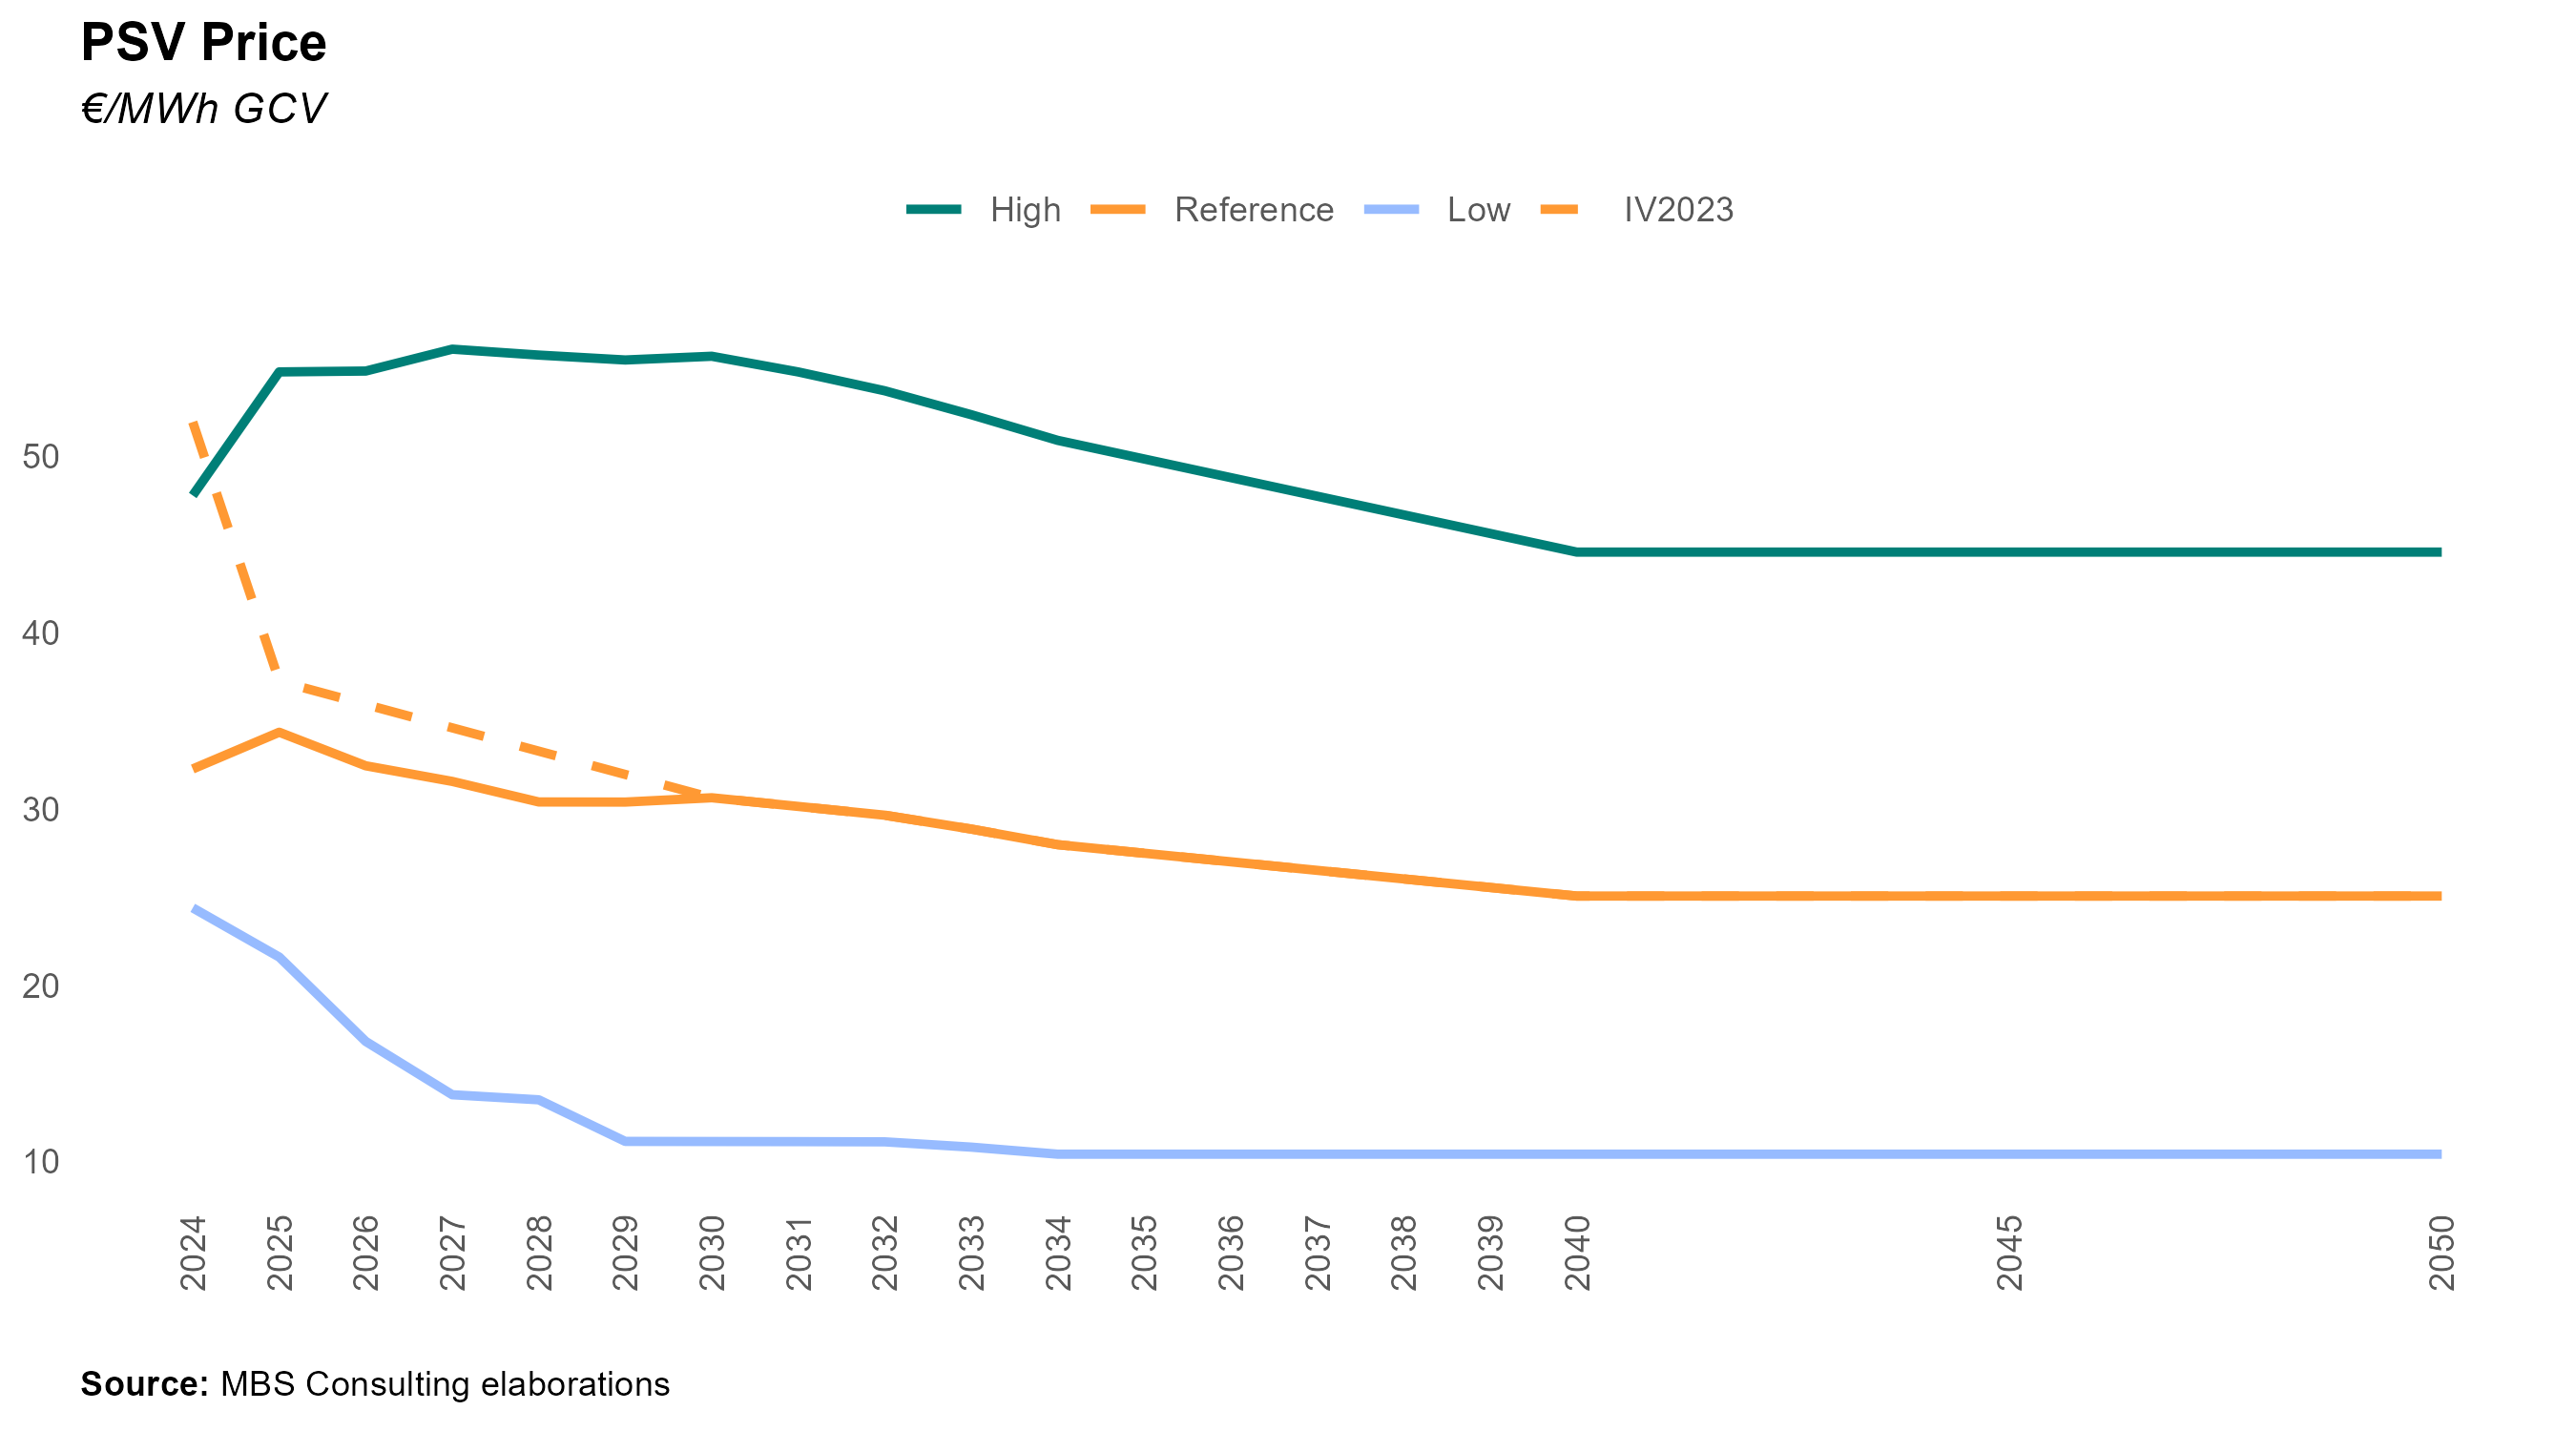 PSV Price
€/MWh GCV
High Reference Low IV2023
50
40
30
20
10
2024 2025 2026 2027 2028 2029 2030 2031 2032 2033 2034 2035 2036 2037 2038 2039 2040 2045 2050
Source: MBS Consulting elaborations